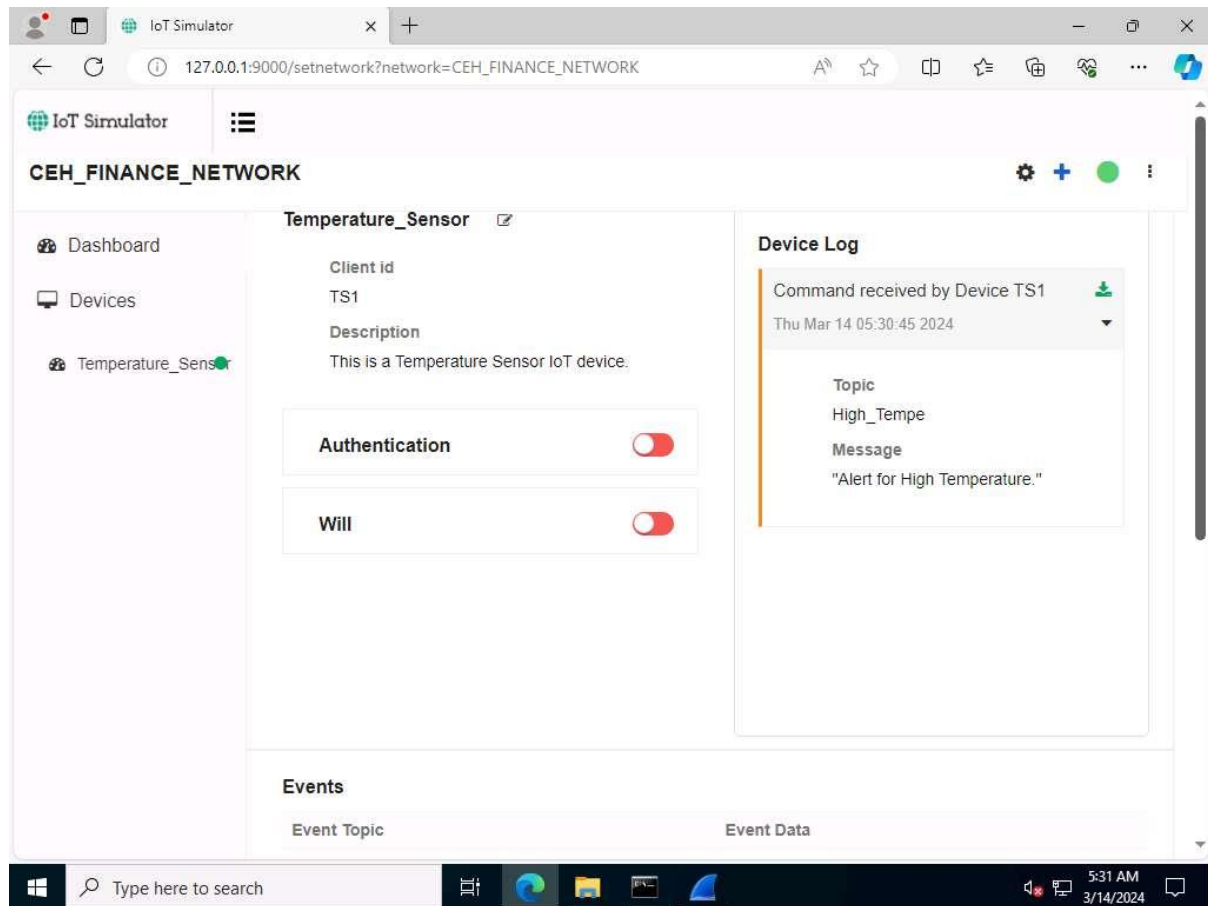 IoT Simulator
127.0.0.1:9000/setnetwork?network=CEH_FINANCE_NETWORK
IoT Simulator
CEH_FINANCE_NETWORK
Dashboard
Devices
Temperature_Sensor
Temperature_Sensor
Client id
TS1
Description
This is a Temperature Sensor IoT device.
Authentication
Will
Device Log
Command received by Device TS1
Thu Mar 14 05:30:45 2024
Topic
High_Tempe
Message
"Alert for High Temperature."
Events
Event Topic Event Data
Type here to search
5:31 AM
3/14/2024